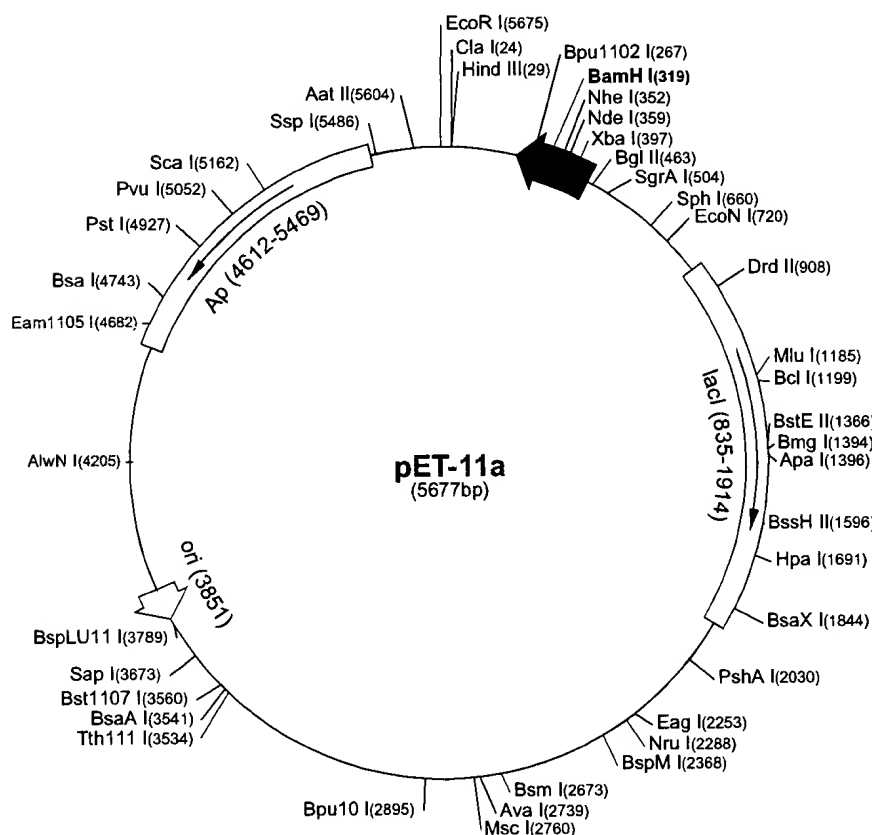 EcoR I(5675)
Cla I(24)
Hind III(29)
Bpu1102 I(267)
BamH I(319)
Nhe I(352)
Nde I(359)
Xba I(397)
Bgl II(463)
SgrA I(504)
Sph I(660)
EcoN I(720)
Drd II(908)
Mlu I(1185)
Bcl I(1199)
BstE II(1366)
Bmg I(1394)
Apa I(1396)
BssH II(1596)
Hpa I(1691)
BsaX I(1844)
PshA I(2030)
Eag I(2253)
Nru I(2288)
BspM I(2368)
Bsm I(2673)
Ava I(2739)
Msc I(2760)
Bpu10 I(2895)
Tth111 I(3534)
BsaA I(3541)
Bst1107 I(3560)
Sap I(3673)
BspLU11 I(3789)
AlwN I(4205)
Eam1105 I(4682)
Bsa I(4743)
Pst I(4927)
Pvu I(5052)
Sca I(5162)
Ssp I(5486)
Aat II(5604)
Ap (4612-5469)
lacI (835-1914)
ori (3851)
pET-11a
(5677bp)